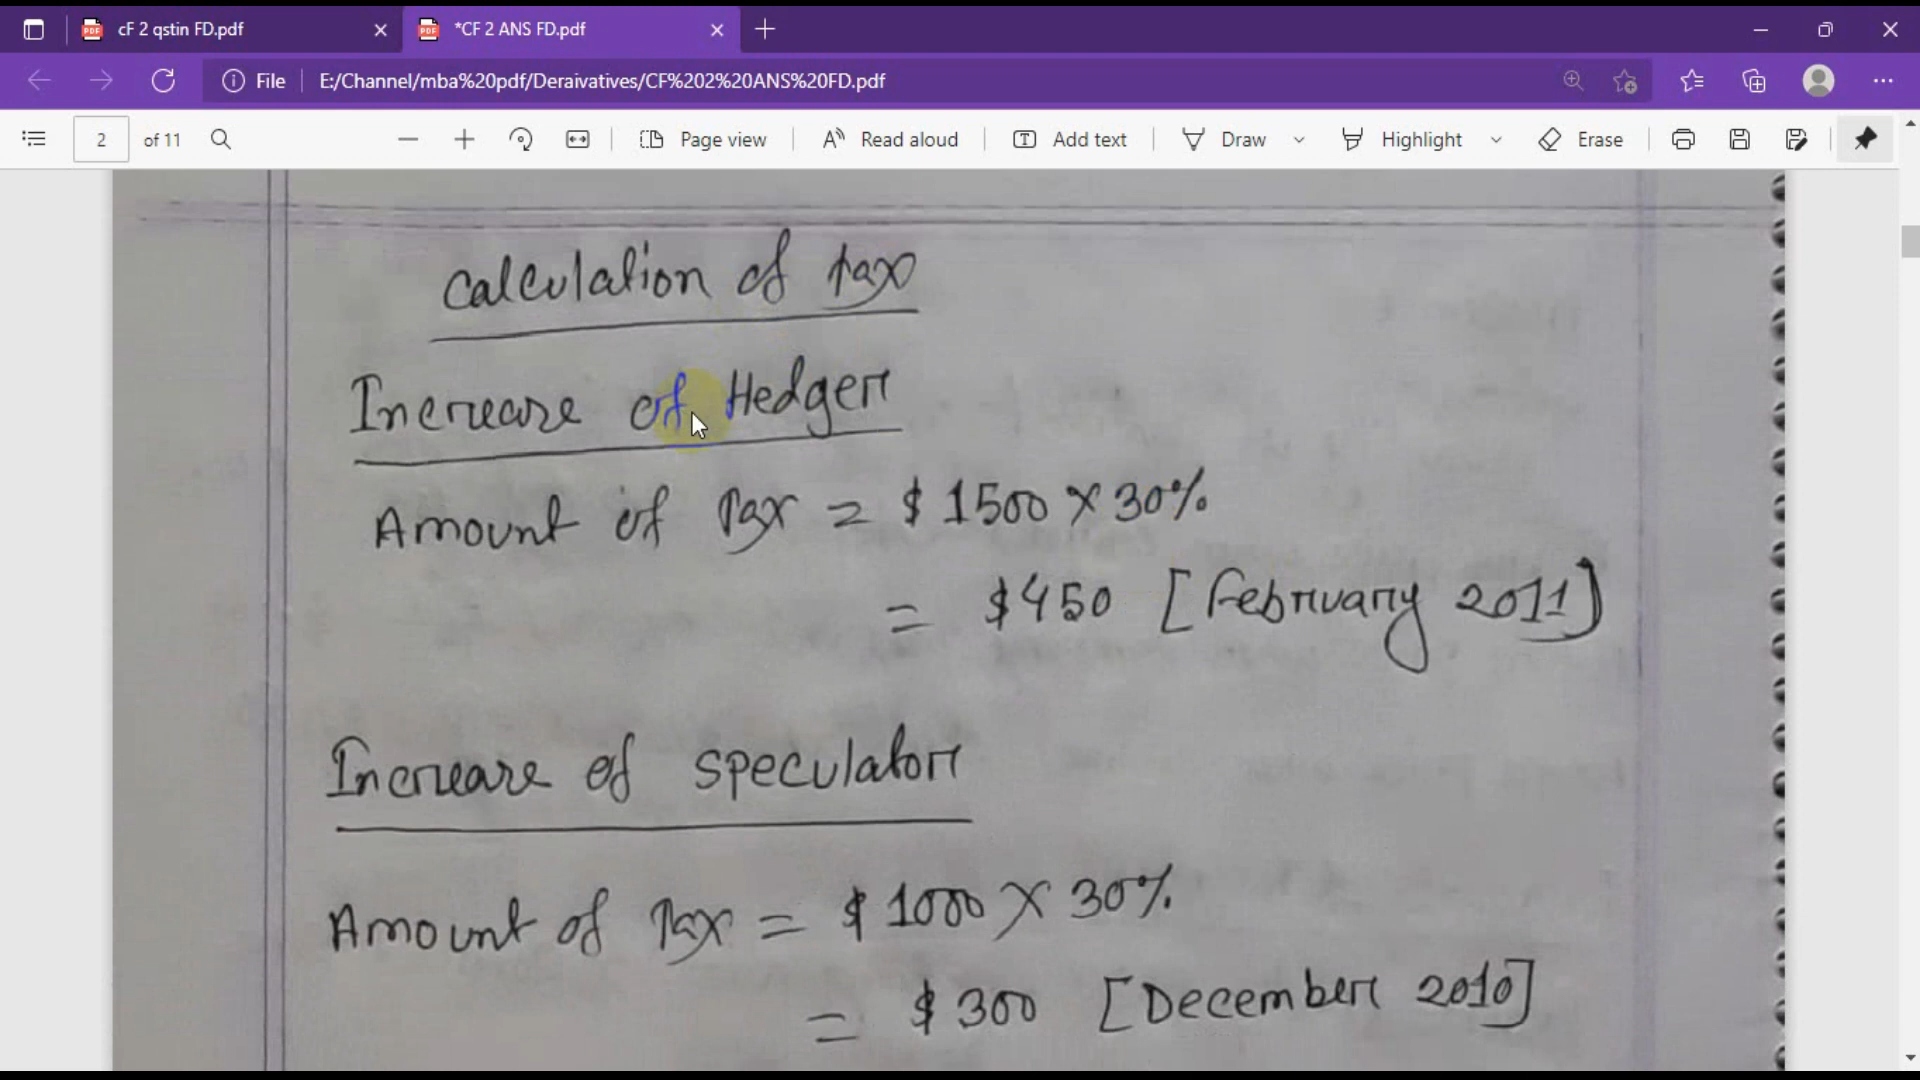 cF 2 qstin FD.pdf
*CF 2 ANS FD.pdf
File
E:/Channel/mba%20pdf/Deraivatives/CF%202%20ANS%20FD.pdf
2 of 11
Page view
Read aloud
Add text
Draw
Highlight
Erase
Calculation of tax
Increase of Hedger
Amount of Tax = $ 1500 × 30%
= $450 [February 2011]
Increase of speculator
Amount of Tax = $ 1000 × 30%
= $ 300 [December 2010]